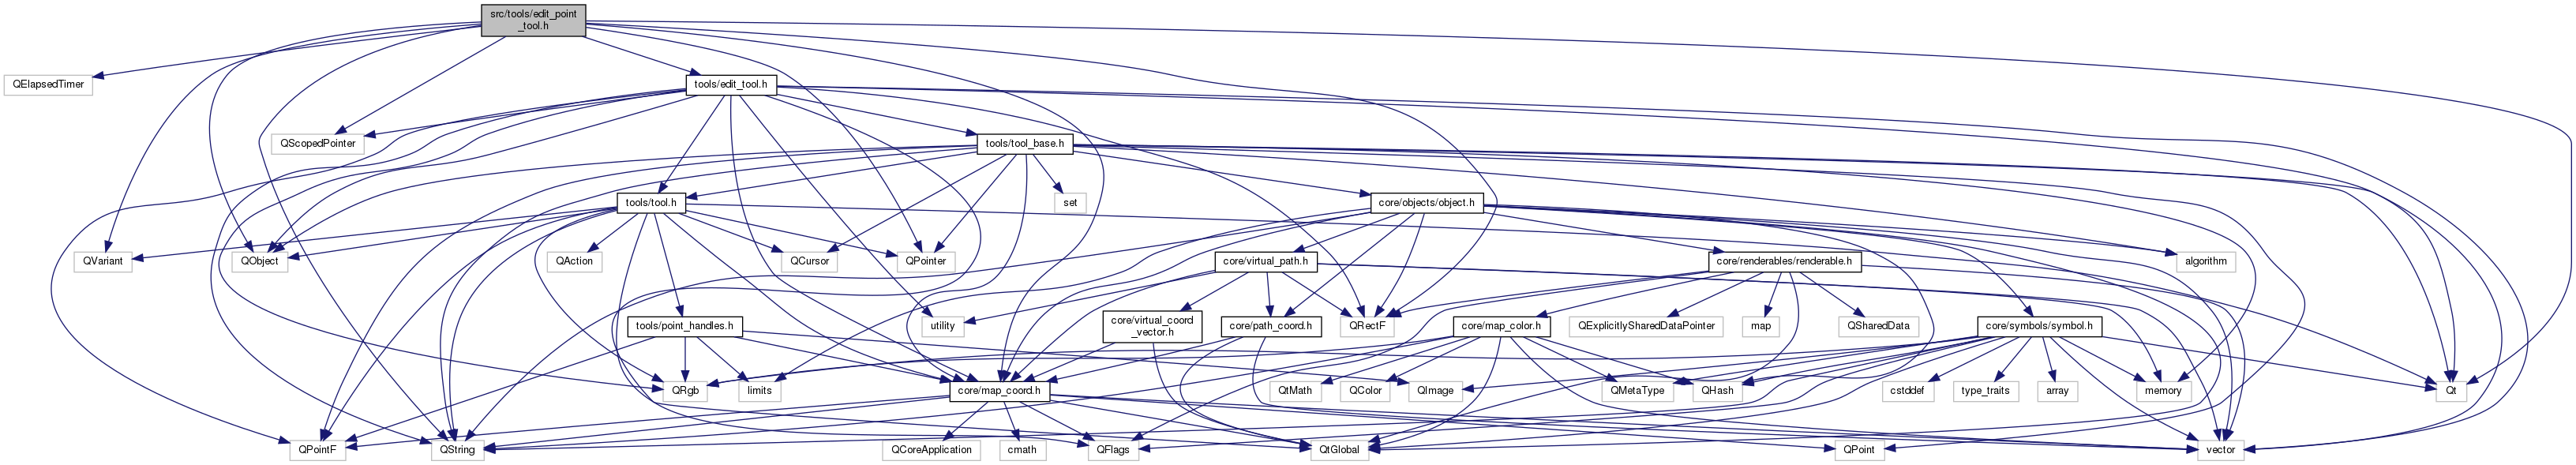 src/tools/edit_point
_tool.h
QElapsedTimer
tools/edit_tool.h
QScopedPointer
tools/tool_base.h
tools/tool.h
set
core/objects/object.h
QVariant
QObject
QAction
QCursor
QPointer
core/virtual_path.h
core/renderables/renderable.h
algorithm
tools/point_handles.h
utility
core/virtual_coord
_vector.h
core/path_coord.h
QRectF
core/map_color.h
QExplicitlySharedDataPointer
map
QSharedData
core/symbols/symbol.h
QRgb
limits
core/map_coord.h
QtMath
QColor
QImage
QMetaType
QHash
cstddef
type_traits
array
memory
Qt
QPointF
QString
QCoreApplication
cmath
QFlags
QtGlobal
QPoint
vector